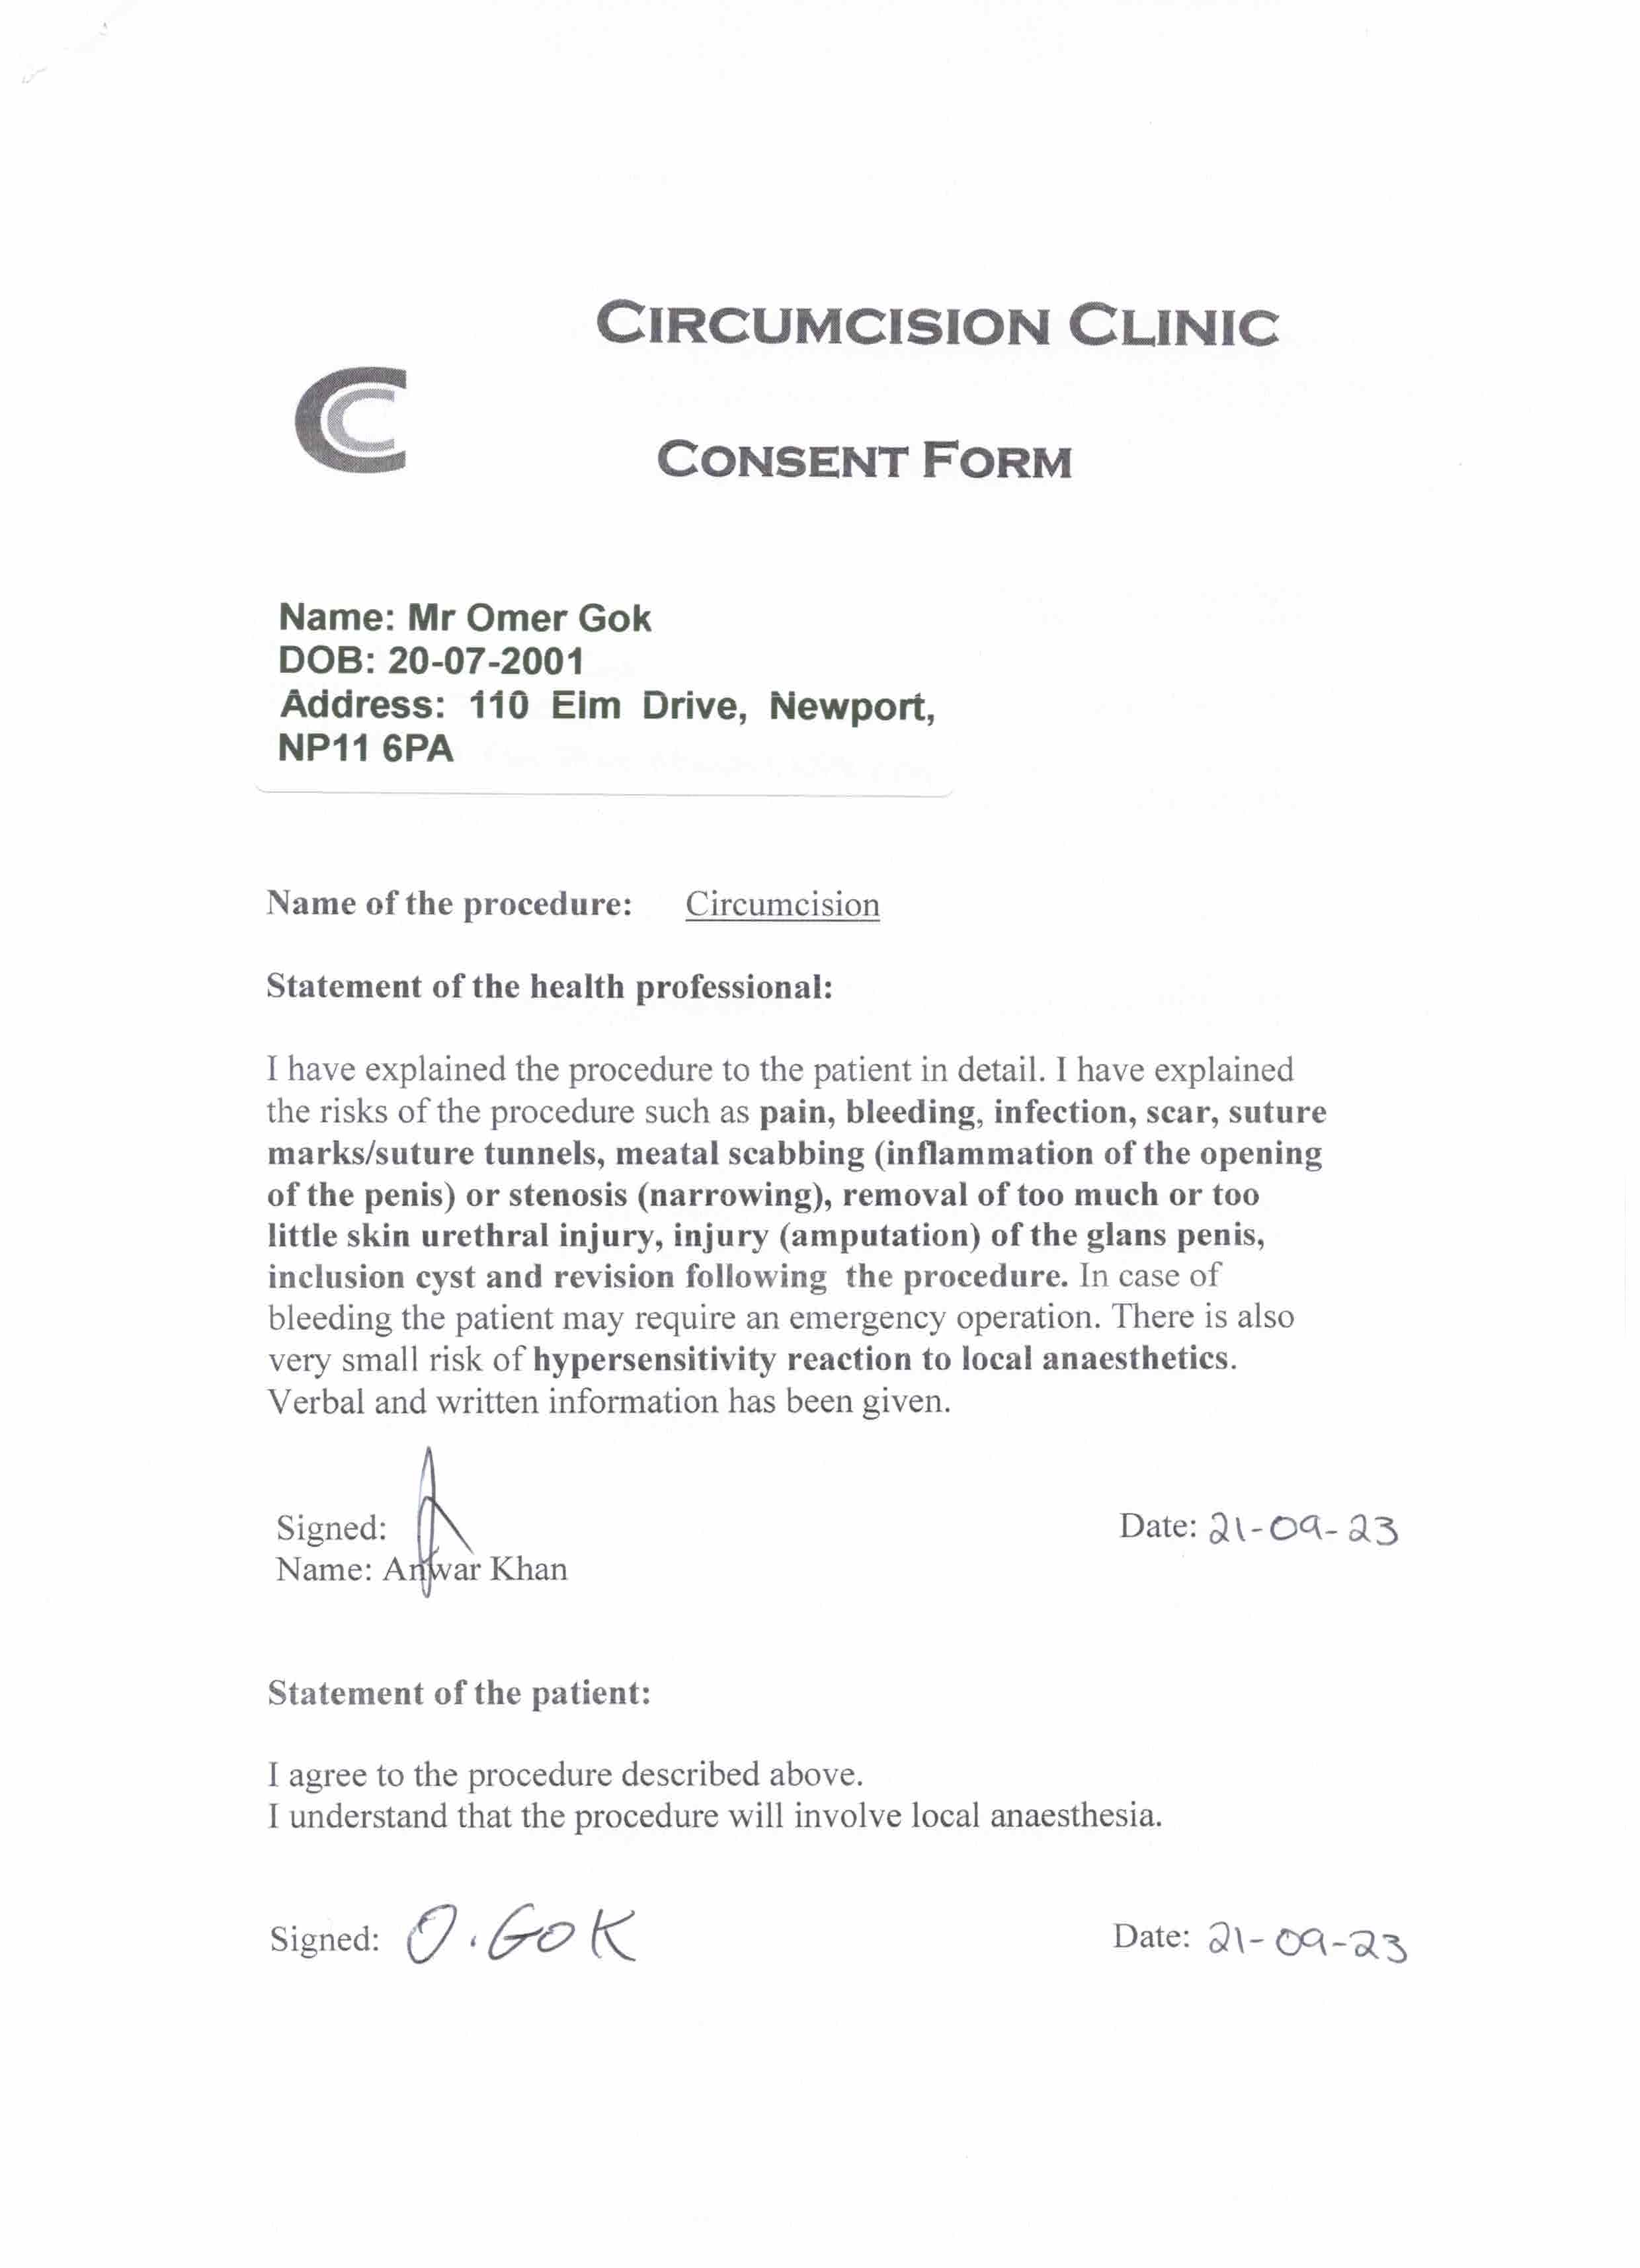 CIRCUMCISION CLINIC
CONSENT FORM
Name: Mr Omer Gok
DOB: 20-07-2001
Address: 110 Elm Drive, Newport,
NP11 6PA
Name of the procedure: Circumcision
Statement of the health professional:
I have explained the procedure to the patient in detail. I have explained
the risks of the procedure such as pain, bleeding, infection, scar, suture
marks/suture tunnels, meatal scabbing (inflammation of the opening
of the penis) or stenosis (narrowing), removal of too much or too
little skin urethral injury, injury (amputation) of the glans penis,
inclusion cyst and revision following the procedure. In case of
bleeding the patient may require an emergency operation. There is also
very small risk of hypersensitivity reaction to local anaesthetics.
Verbal and written information has been given.
Signed: Date: 21-09-23
Name: Anwar Khan
Statement of the patient:
I agree to the procedure described above.
I understand that the procedure will involve local anaesthesia.
Signed: O. GOK Date: 21-09-23